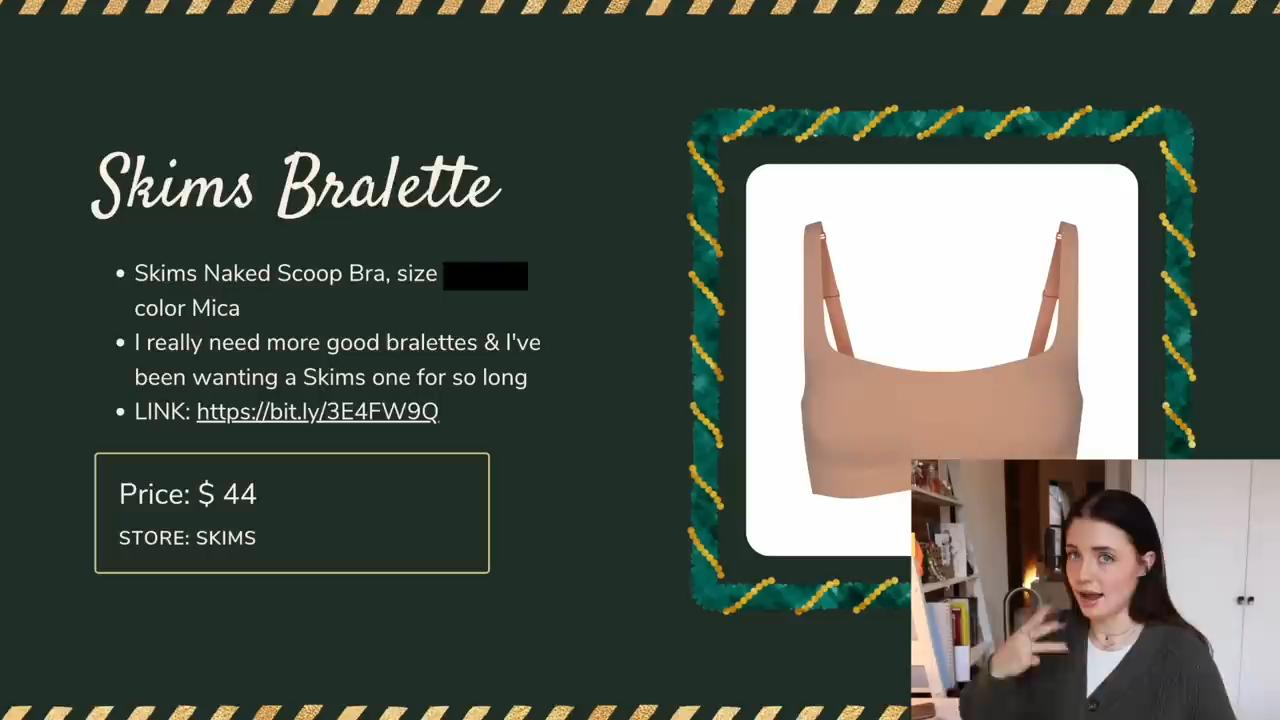 Skims Bralette
• Skims Naked Scoop Bra, size
color Mica
• I really need more good bralettes & I've
been wanting a Skims one for so long
• LINK: https://bit.ly/3E4FW9Q
Price: $ 44
STORE: SKIMS